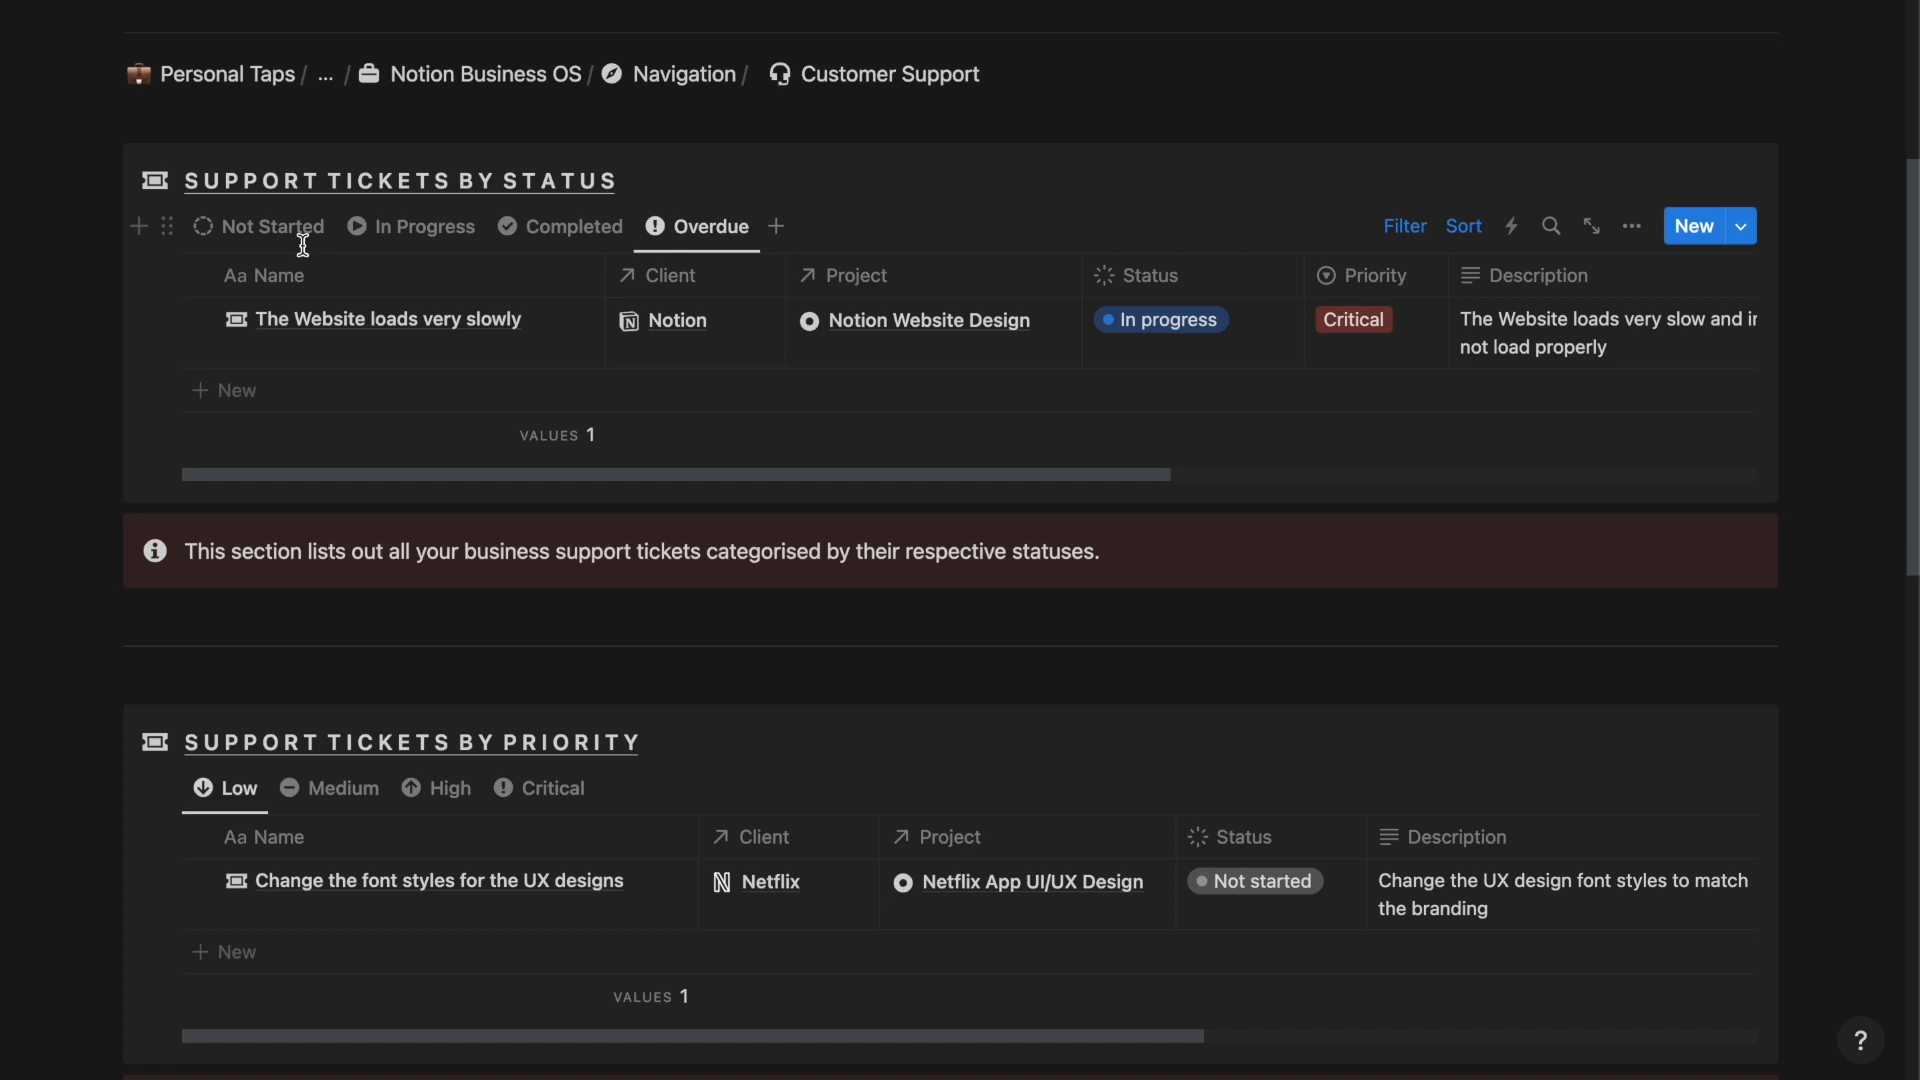 Personal Taps / ... / Notion Business OS / Navigation / Customer Support
SUPPORT TICKETS BY STATUS
Not Started In Progress Completed Overdue Filter Sort New
Aa Name Client Project Status Priority Description
The Website loads very slowly Notion Notion Website Design In progress Critical The Website loads very slow and ir
not load properly
New
VALUES 1
This section lists out all your business support tickets categorised by their respective statuses.
SUPPORT TICKETS BY PRIORITY
Low Medium High Critical
Aa Name Client Project Status Description
Change the font styles for the UX designs Netflix Netflix App UI/UX Design Not started Change the UX design font styles to match
the branding
New
VALUES 1
?